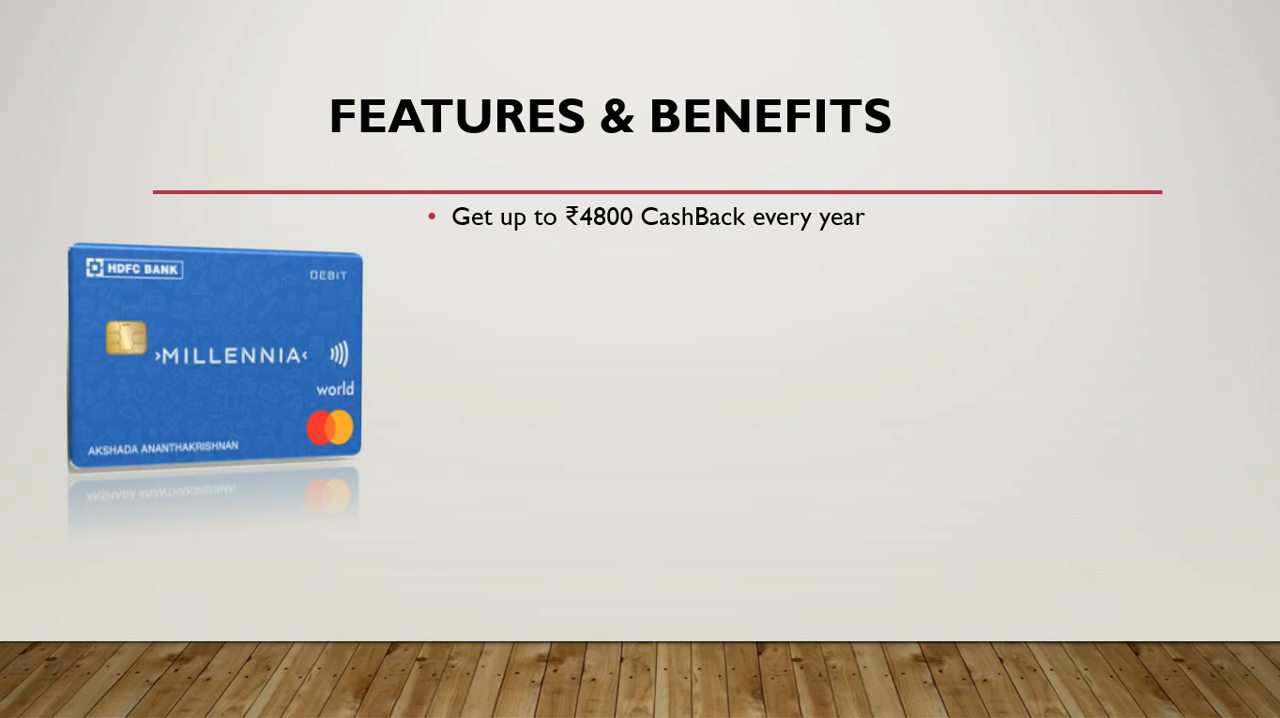 FEATURES & BENEFITS
• Get up to ₹4800 CashBack every year
HDFC BANK
DEBIT
›MILLENNIA‹
world
AKSHADA ANANTHAKRISHNAN